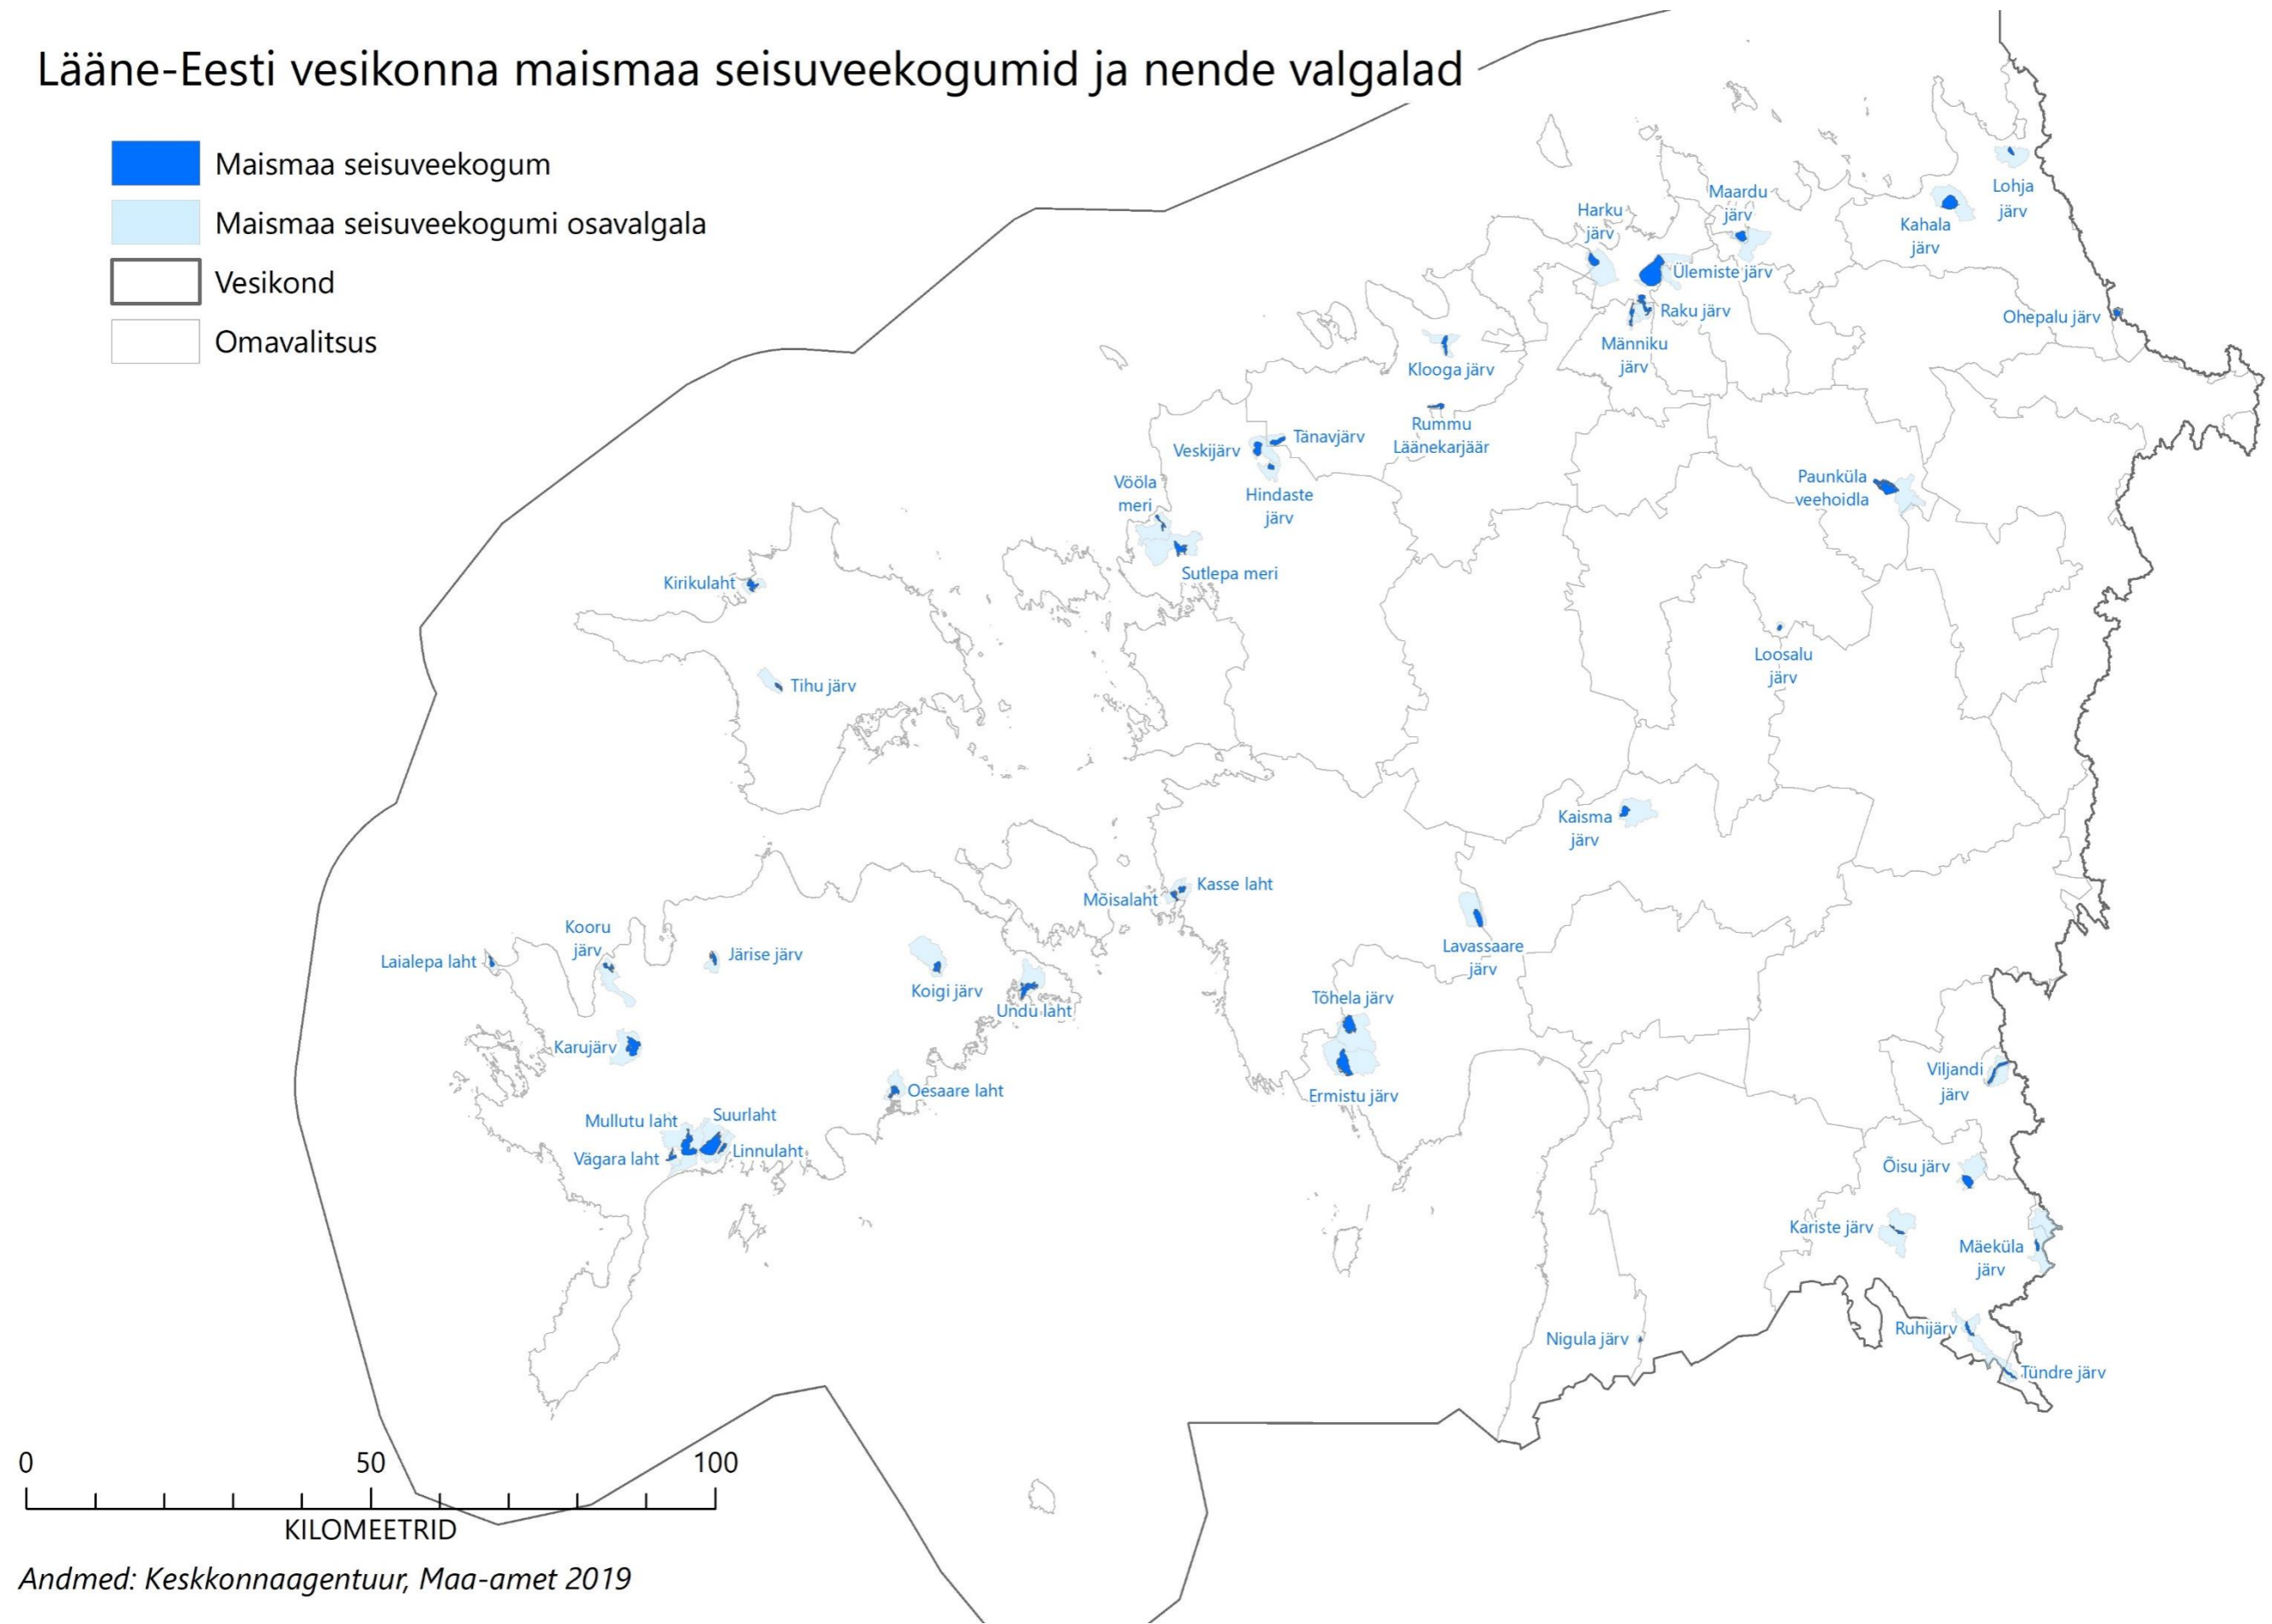 Lääne-Eesti vesikonna maismaa seisuveekogumid ja nende valgalad
Maismaa seisuveekogum
Maismaa seisuveekogumi osavalgala
Vesikond
Omavalitsus
Lohja
järv
Maardu
järv
Harku
järv
Kahala
järv
Ülemiste järv
Raku järv
Ohepalu järv
Männiku
järv
Klooga järv
Rummu
Läänekarjäär
Tänavjärv
Veskijärv
Hindaste
järv
Vööla
meri
Paunküla
veehoidla
Sutlepa meri
Kirikulaht
Loosalu
järv
Tihu järv
Kaisma
järv
Kasse laht
Mõisalaht
Kooru
järv
Lavassaare
järv
Järise järv
Laialepa laht
Koigi järv
Undu laht
Tõhela järv
Karujärv
Viljandi
järv
Oesaare laht
Ermistu järv
Suurlaht
Mullutu laht
Linnulaht
Vägara laht
Õisu järv
Kariste järv
Mäeküla
järv
Ruhijärv
Nigula järv
Tündre järv
0 50 100
KILOMEETRID
Andmed: Keskkonnaagentuur, Maa-amet 2019